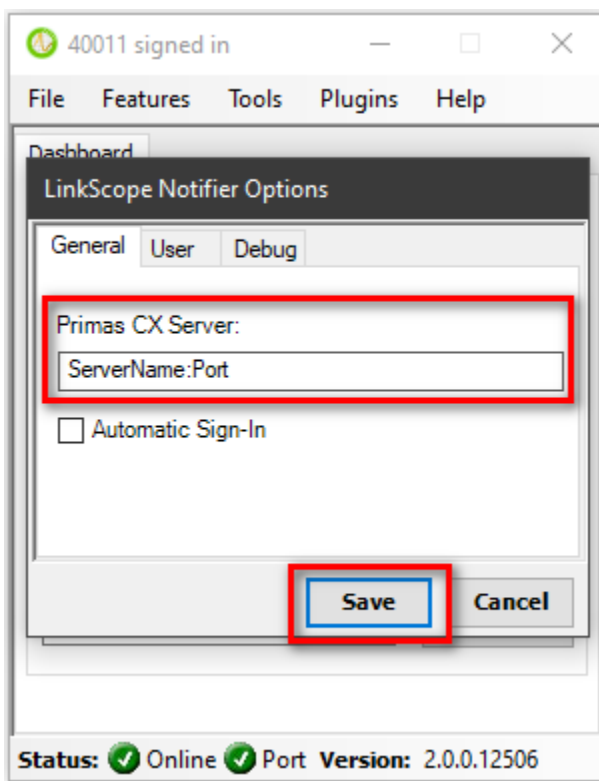 40011 signed in
File Features Tools Plugins Help
Dashboard
LinkScope Notifier Options
General User Debug
Primas CX Server:
ServerName:Port
Automatic Sign-In
Save Cancel
Status: Online Port Version: 2.0.0.12506